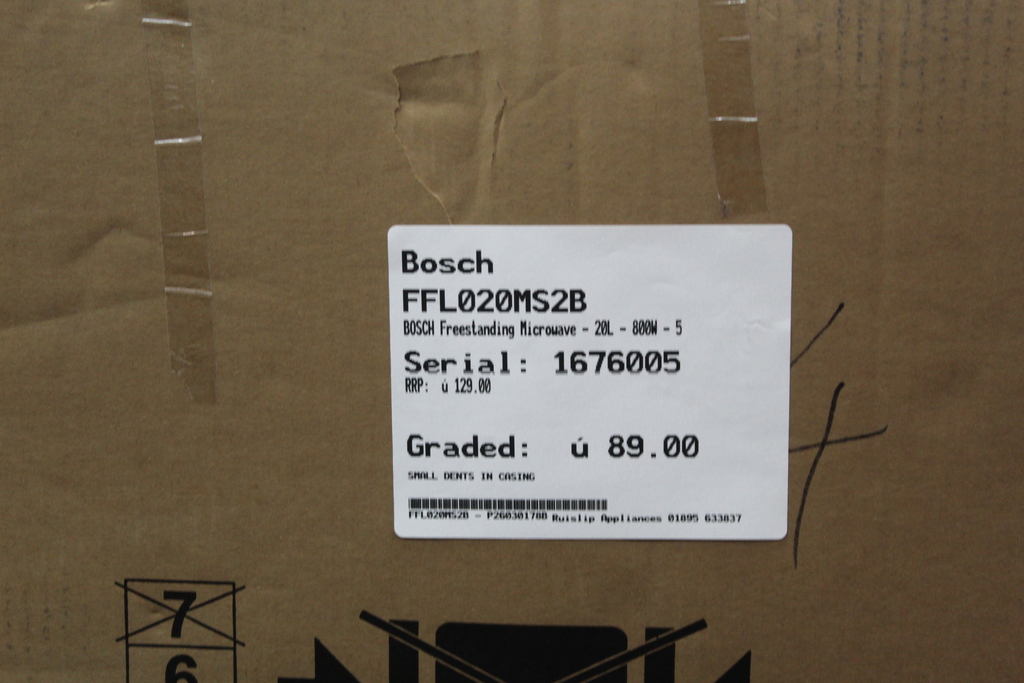 Bosch
FFL020MS2B
BOSCH Freestanding Microwave - 20L - 800W - 5
Serial: 1676005
RRP: ú 129.00
Graded: ú 89.00
SMALL DENTS IN CASING
FFL020MS2B - P26030178B Ruislip Appliances 01895 633837
7
6